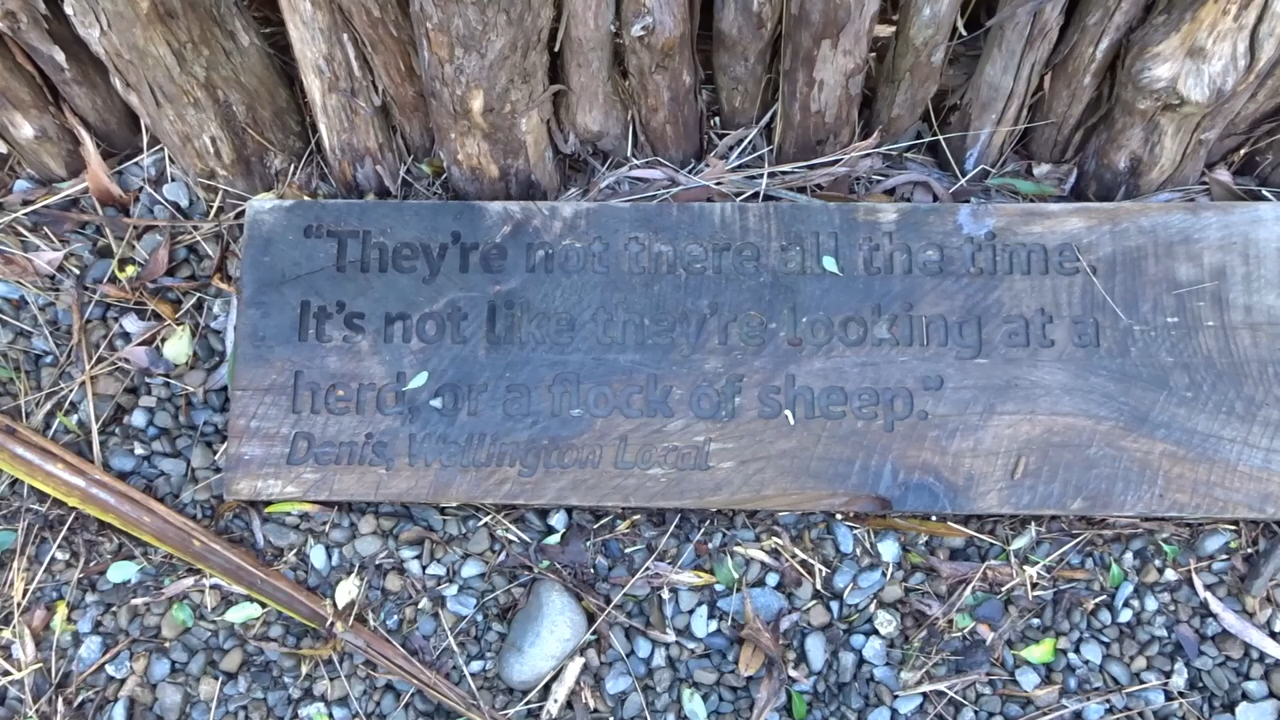 “They’re not there all the time.
It’s not like they’re looking at a
herd, or a flock of sheep.”
Denis, Wellington Local